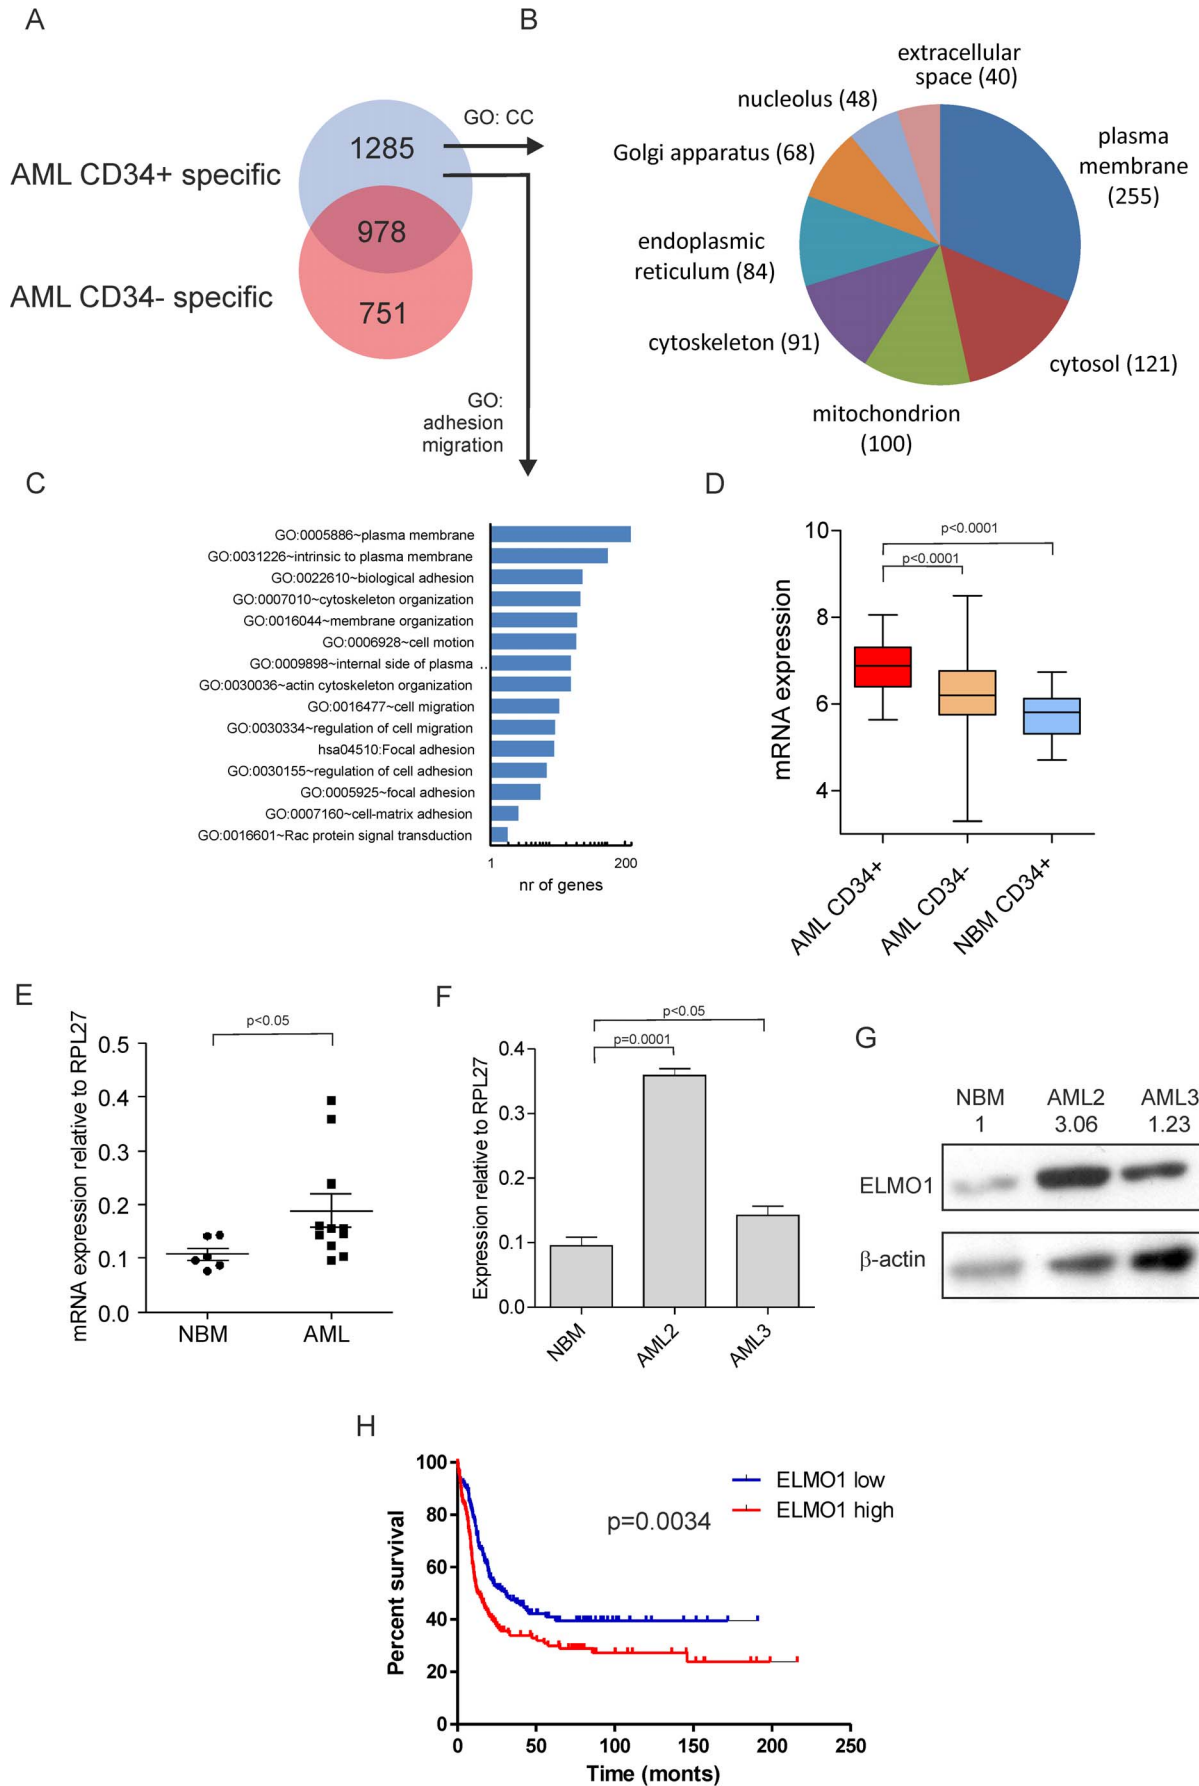 A
AML CD34+ specific
1285
978
AML CD34- specific
751
GO: CC
GO:
adhesion
migration
B
extracellular
space (40)
nucleolus (48)
Golgi apparatus (68)
endoplasmic
reticulum (84)
cytoskeleton (91)
mitochondrion
(100)
cytosol (121)
plasma
membrane
(255)
C
GO:0005886~plasma membrane
GO:0031226~intrinsic to plasma membrane
GO:0022610~biological adhesion
GO:0007010~cytoskeleton organization
GO:0016044~membrane organization
GO:0006928~cell motion
GO:0009898~internal side of plasma ..
GO:0030036~actin cytoskeleton organization
GO:0016477~cell migration
GO:0030334~regulation of cell migration
hsa04510:Focal adhesion
GO:0030155~regulation of cell adhesion
GO:0005925~focal adhesion
GO:0007160~cell-matrix adhesion
GO:0016601~Rac protein signal transduction
1 200
nr of genes
D
mRNA expression
10
8
6
4
p<0.0001
p<0.0001
AML CD34+
AML CD34-
NBM CD34+
E
mRNA expression relative to RPL27
0.5
0.4
0.3
0.2
0.1
0.0
p<0.05
NBM AML
F
Expression relative to RPL27
0.4
0.3
0.2
0.1
0.0
p<0.05
p=0.0001
NBM
AML2
AML3
G
NBM AML2 AML3
1 3.06 1.23
ELMO1
β-actin
H
Percent survival
100
80
60
40
20
0
ELMO1 low
ELMO1 high
p=0.0034
0 50 100 150 200 250
Time (monts)